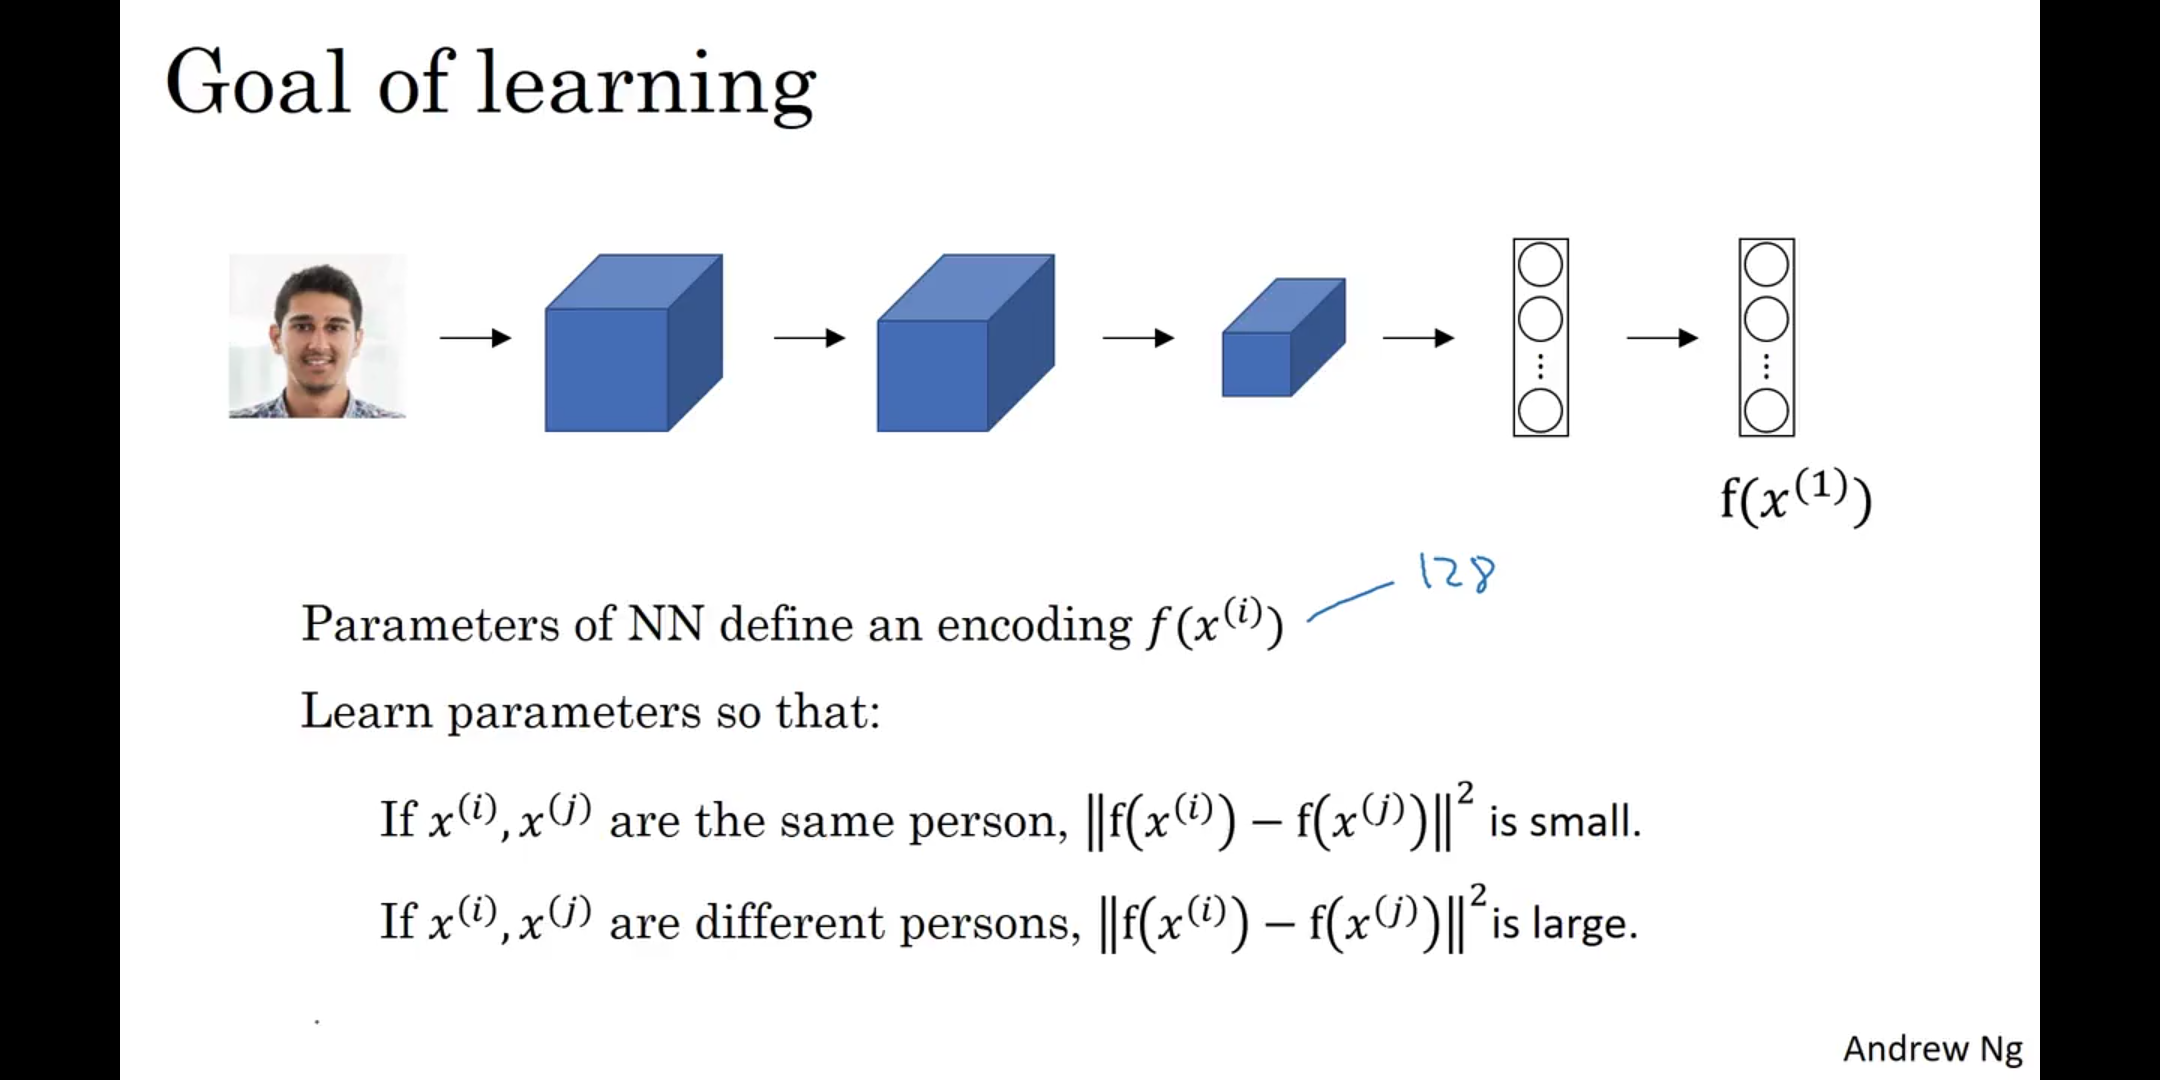 Goal of learning
f(x⁽¹⁾)
128
Parameters of NN define an encoding f(x⁽ⁱ⁾)
Learn parameters so that:
If x⁽ⁱ⁾, x⁽ʲ⁾ are the same person, ‖f(x⁽ⁱ⁾) − f(x⁽ʲ⁾)‖² is small.
If x⁽ⁱ⁾, x⁽ʲ⁾ are different persons, ‖f(x⁽ⁱ⁾) − f(x⁽ʲ⁾)‖² is large.
Andrew Ng